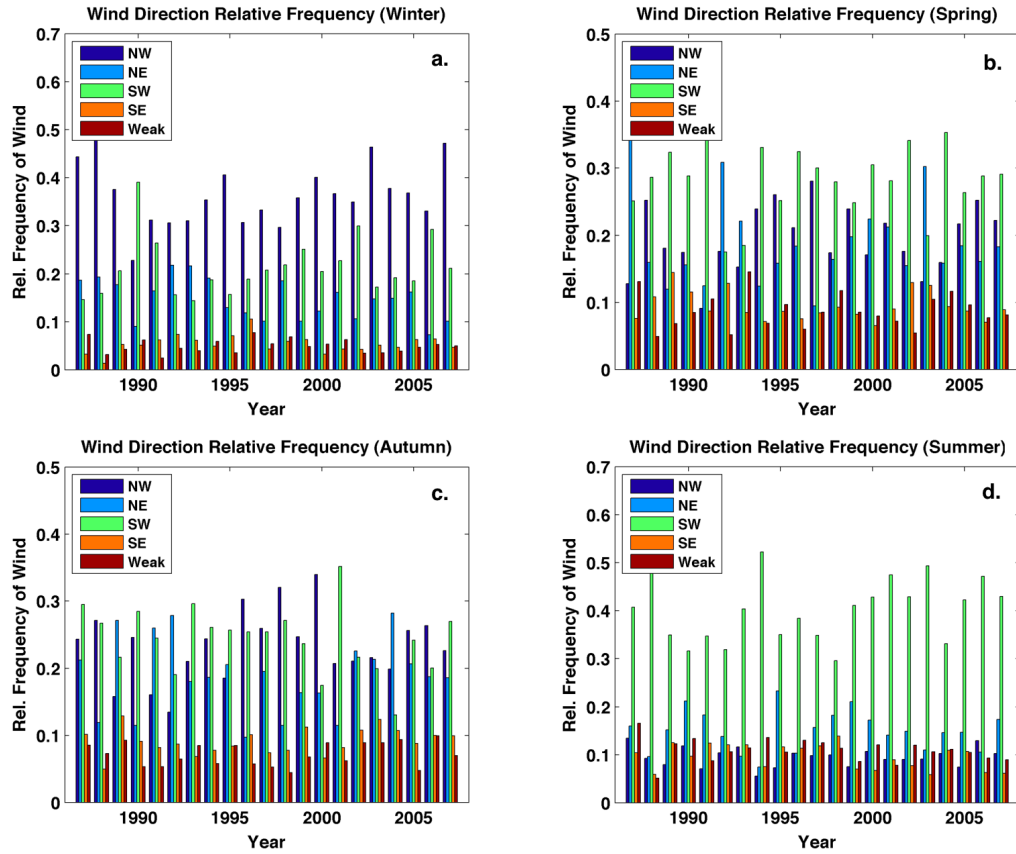 Wind Direction Relative Frequency (Winter)
0.7
0.6
0.5
0.4
0.3
0.2
0.1
0
Rel. Frequency of Wind
NW
NE
SW
SE
Weak
a.
1990 1995 2000 2005
Year
Wind Direction Relative Frequency (Spring)
0.5
0.4
0.3
0.2
0.1
0
Rel. Frequency of Wind
NW
NE
SW
SE
Weak
b.
1990 1995 2000 2005
Year
Wind Direction Relative Frequency (Autumn)
0.5
0.4
0.3
0.2
0.1
0
Rel. Frequency of Wind
NW
NE
SW
SE
Weak
c.
1990 1995 2000 2005
Year
Wind Direction Relative Frequency (Summer)
0.7
0.6
0.5
0.4
0.3
0.2
0.1
0
Rel. Frequency of Wind
NW
NE
SW
SE
Weak
d.
1990 1995 2000 2005
Year